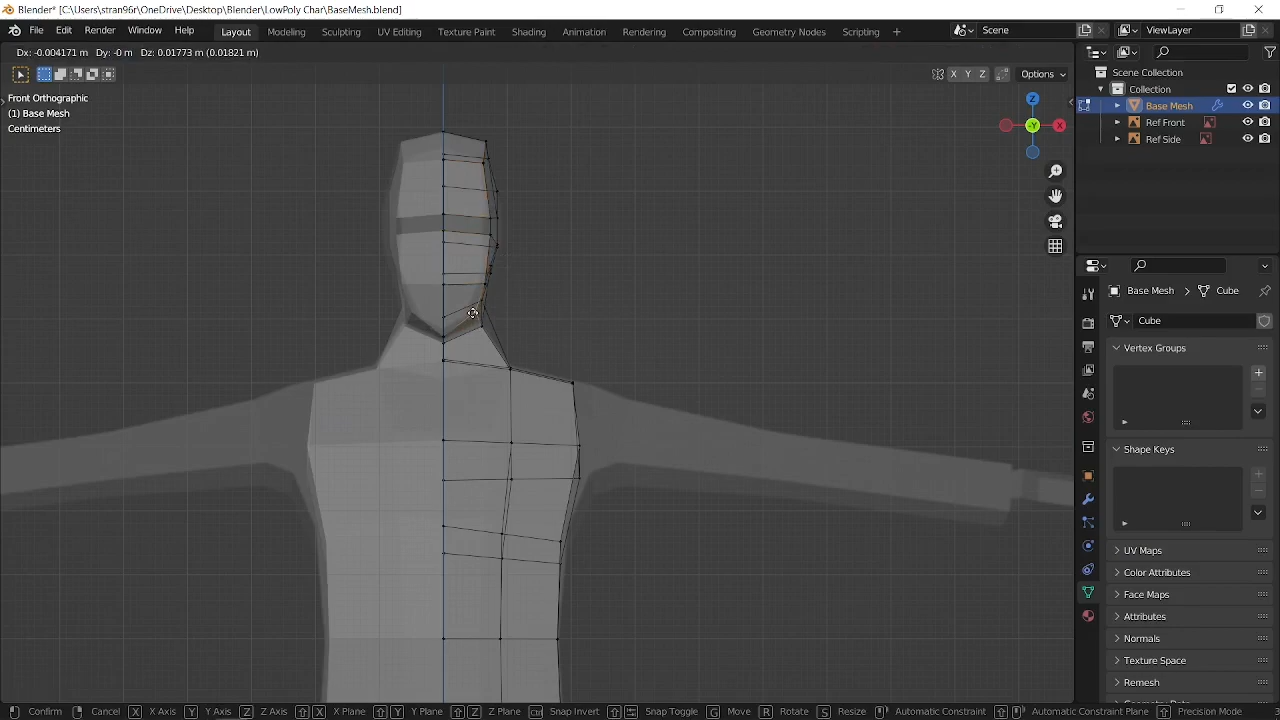 Blender* [C:\Users\stran96r\OneDrive\Desktop\Blender\LowPoly Char\BaseMesh.blend]
File Edit Render Window Help Layout Modeling Sculpting UV Editing Texture Paint Shading Animation Rendering Compositing Geometry Nodes Scripting + Scene ViewLayer
Dx: -0.004171 m Dy: -0 m Dz: 0.01773 m (0.01821 m)
X Y Z Options
Scene Collection
Collection
Base Mesh
Ref Front
Ref Side
Front Orthographic
(1) Base Mesh
Centimeters
Z
-Y X
Base Mesh > Cube
Cube
Vertex Groups
Shape Keys
UV Maps
Color Attributes
Face Maps
Attributes
Normals
Texture Space
Remesh
Geometry Data
Confirm Cancel X X Axis Y Y Axis Z Z Axis X X Plane Y Y Plane Z Z Plane Ctrl Snap Invert Snap Toggle G Move R Rotate S Resize Automatic Constraint Automatic Constraint Plane Precision Mode